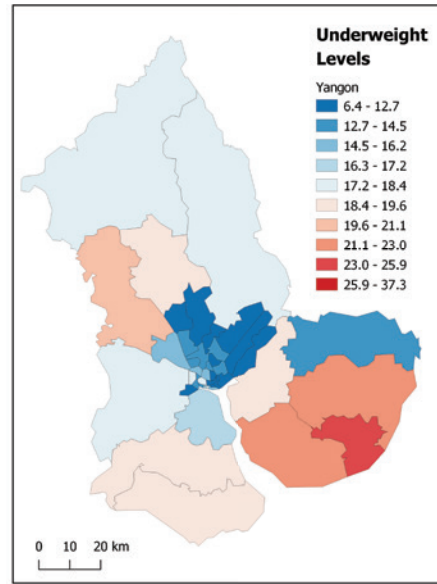 Underweight
Levels
Yangon
6.4 - 12.7
12.7 - 14.5
14.5 - 16.2
16.3 - 17.2
17.2 - 18.4
18.4 - 19.6
19.6 - 21.1
21.1 - 23.0
23.0 - 25.9
25.9 - 37.3
0 10 20 km